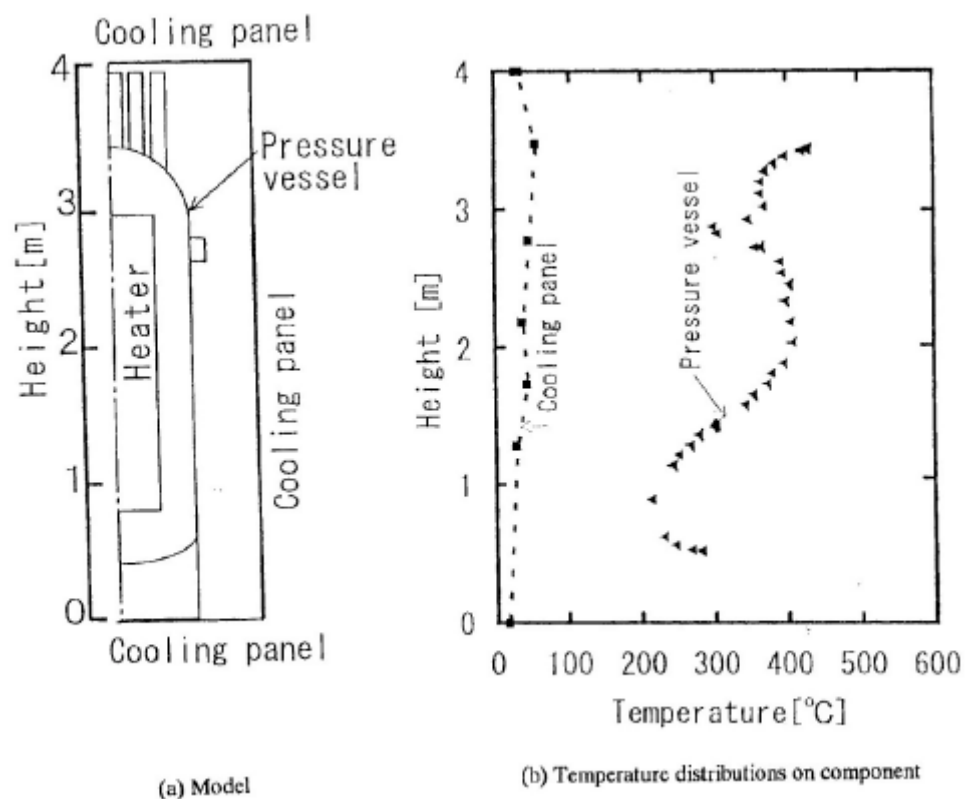 Cooling panel
4
3
2
1
0
Height[m]
Pressure
vessel
Heater
Cooling panel
Cooling panel
(a) Model
4
3
2
1
0
Height [m]
Cooling panel
Pressure vessel
0 100 200 300 400 500 600
Temperature[°C]
(b) Temperature distributions on component